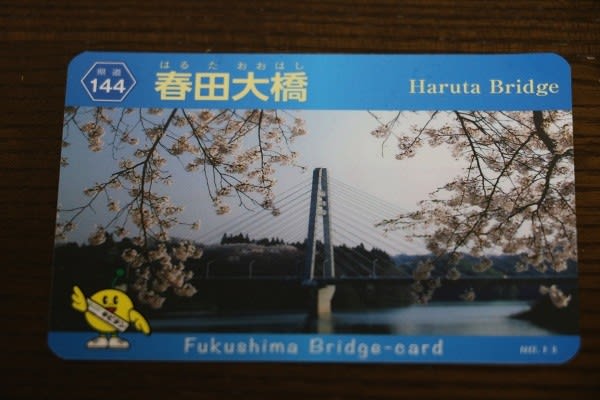 県道
144
はるたおおはし
春田大橋
Haruta Bridge
Fukushima Bridge-card